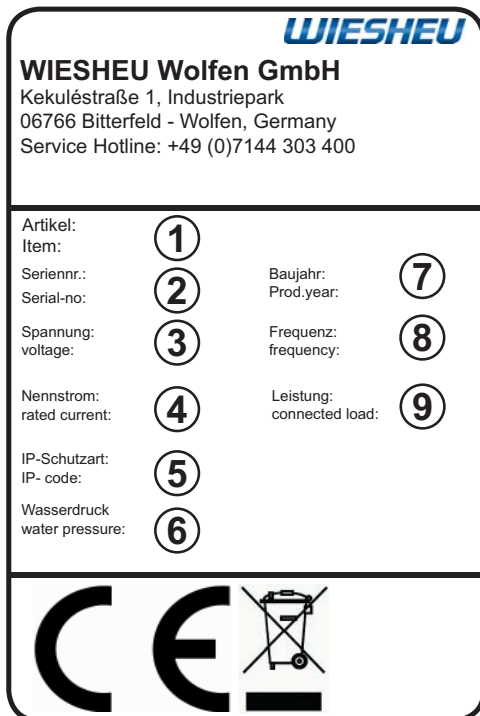 WIESHEU
WIESHEU Wolfen GmbH
Kekuléstraße 1, Industriepark
06766 Bitterfeld - Wolfen, Germany
Service Hotline: +49 (0)7144 303 400
Artikel:
Item:
1
Seriennr.:
Serial-no:
2
Baujahr:
Prod.year:
7
Spannung:
voltage:
3
Frequenz:
frequency:
8
Nennstrom:
rated current:
4
Leistung:
connected load:
9
IP-Schutzart:
IP- code:
5
Wasserdruck
water pressure:
6
CE